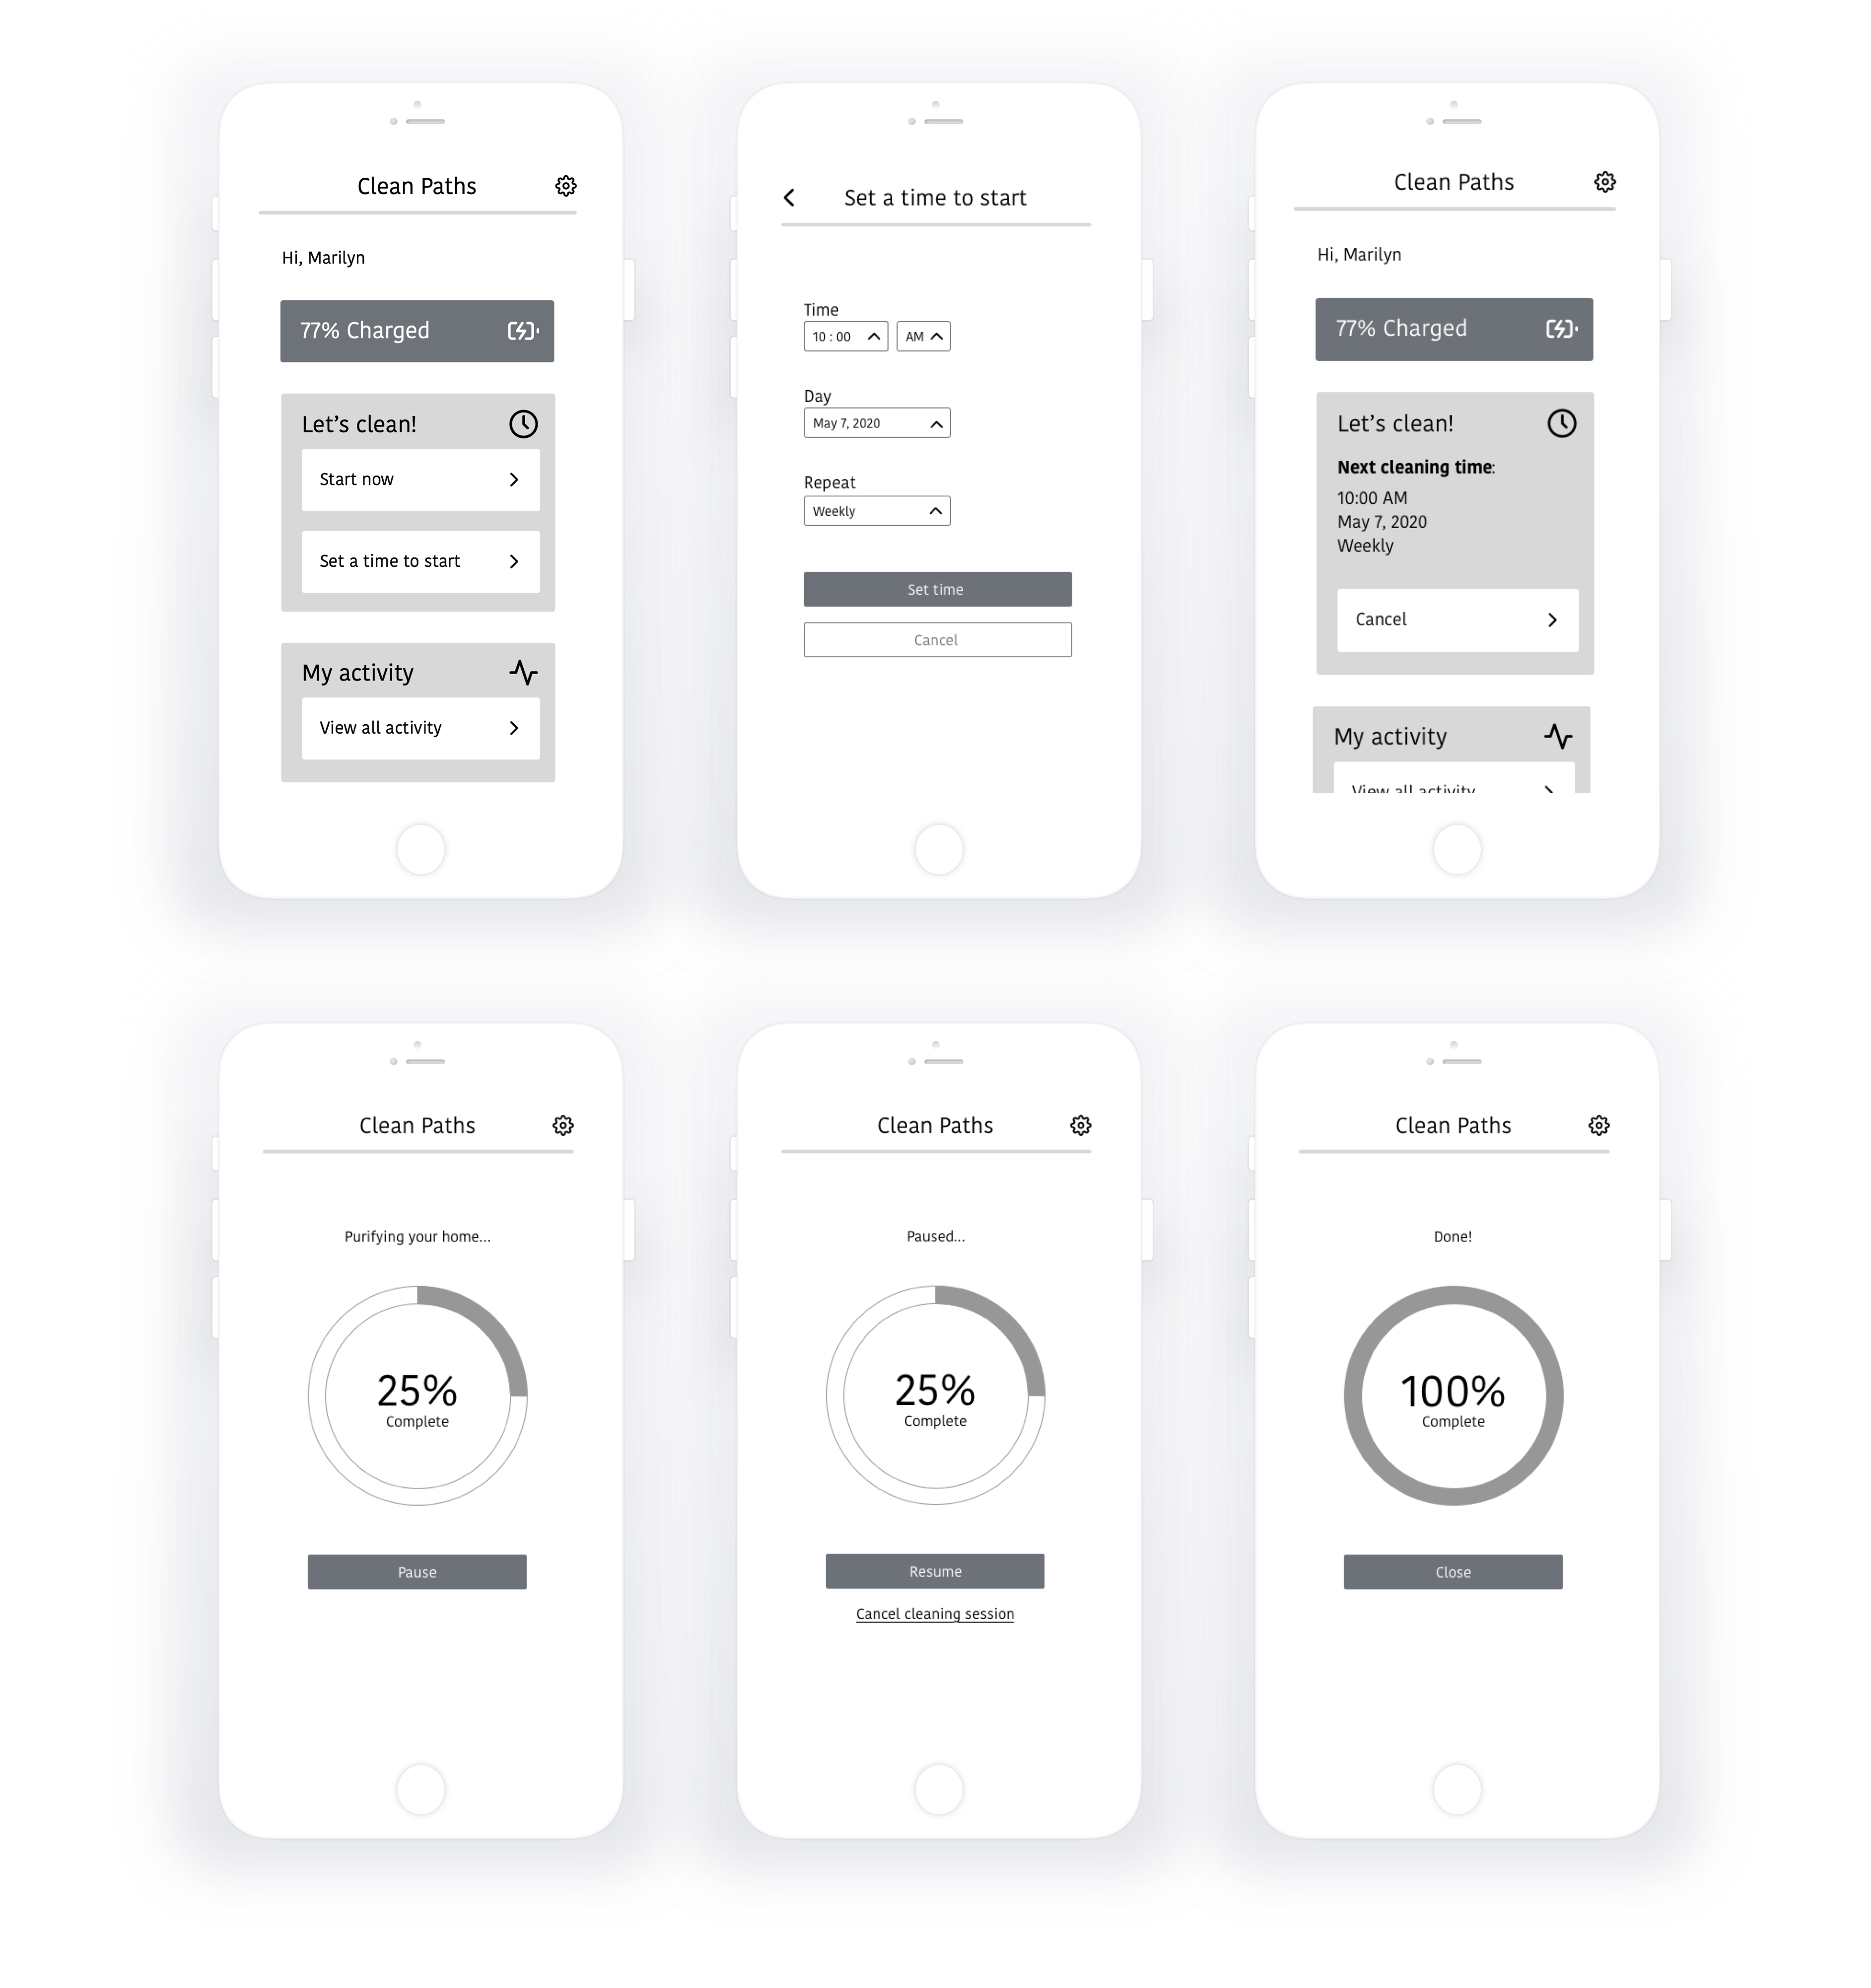 Clean Paths
Hi, Marilyn
77% Charged
Let's clean!
Start now
Set a time to start
My activity
View all activity
Set a time to start
Time
10 : 00 AM
Day
May 7, 2020
Repeat
Weekly
Set time
Cancel
Clean Paths
Hi, Marilyn
77% Charged
Let's clean!
Next cleaning time:
10:00 AM
May 7, 2020
Weekly
Cancel
My activity
View all activity
Clean Paths
Purifying your home...
25%
Complete
Pause
Clean Paths
Paused...
25%
Complete
Resume
Cancel cleaning session
Clean Paths
Done!
100%
Complete
Close